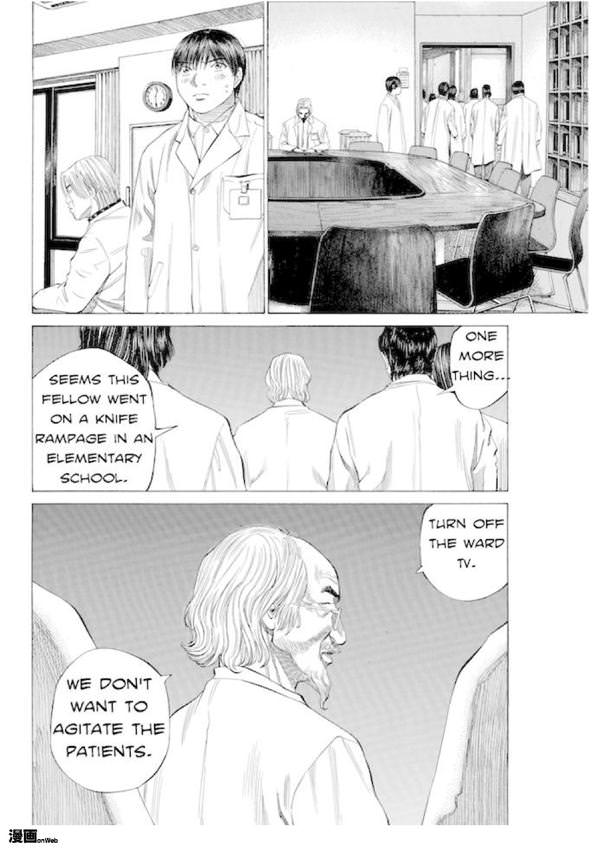 ONE
MORE
THING...
SEEMS THIS
FELLOW WENT
ON A KNIFE
RAMPAGE IN AN
ELEMENTARY
SCHOOL.
TURN OFF
THE WARD
TV.
WE DON'T
WANT TO
AGITATE THE
PATIENTS.
漫画onWeb